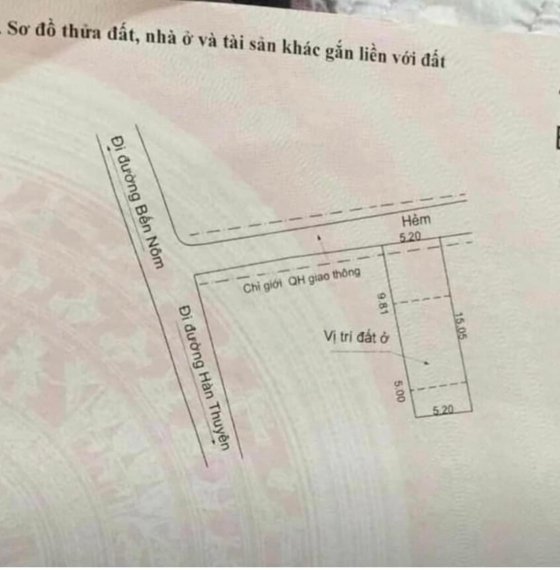 . Sơ đồ thửa đất, nhà ở và tài sản khác gắn liền với đất
Đi đường Bến Nôm
Hẻm
5.20
Chỉ giới QH giao thông
9.81
15.05
Đi đường Hàn Thuyên
Vị trí đất ở
5.00
5.20